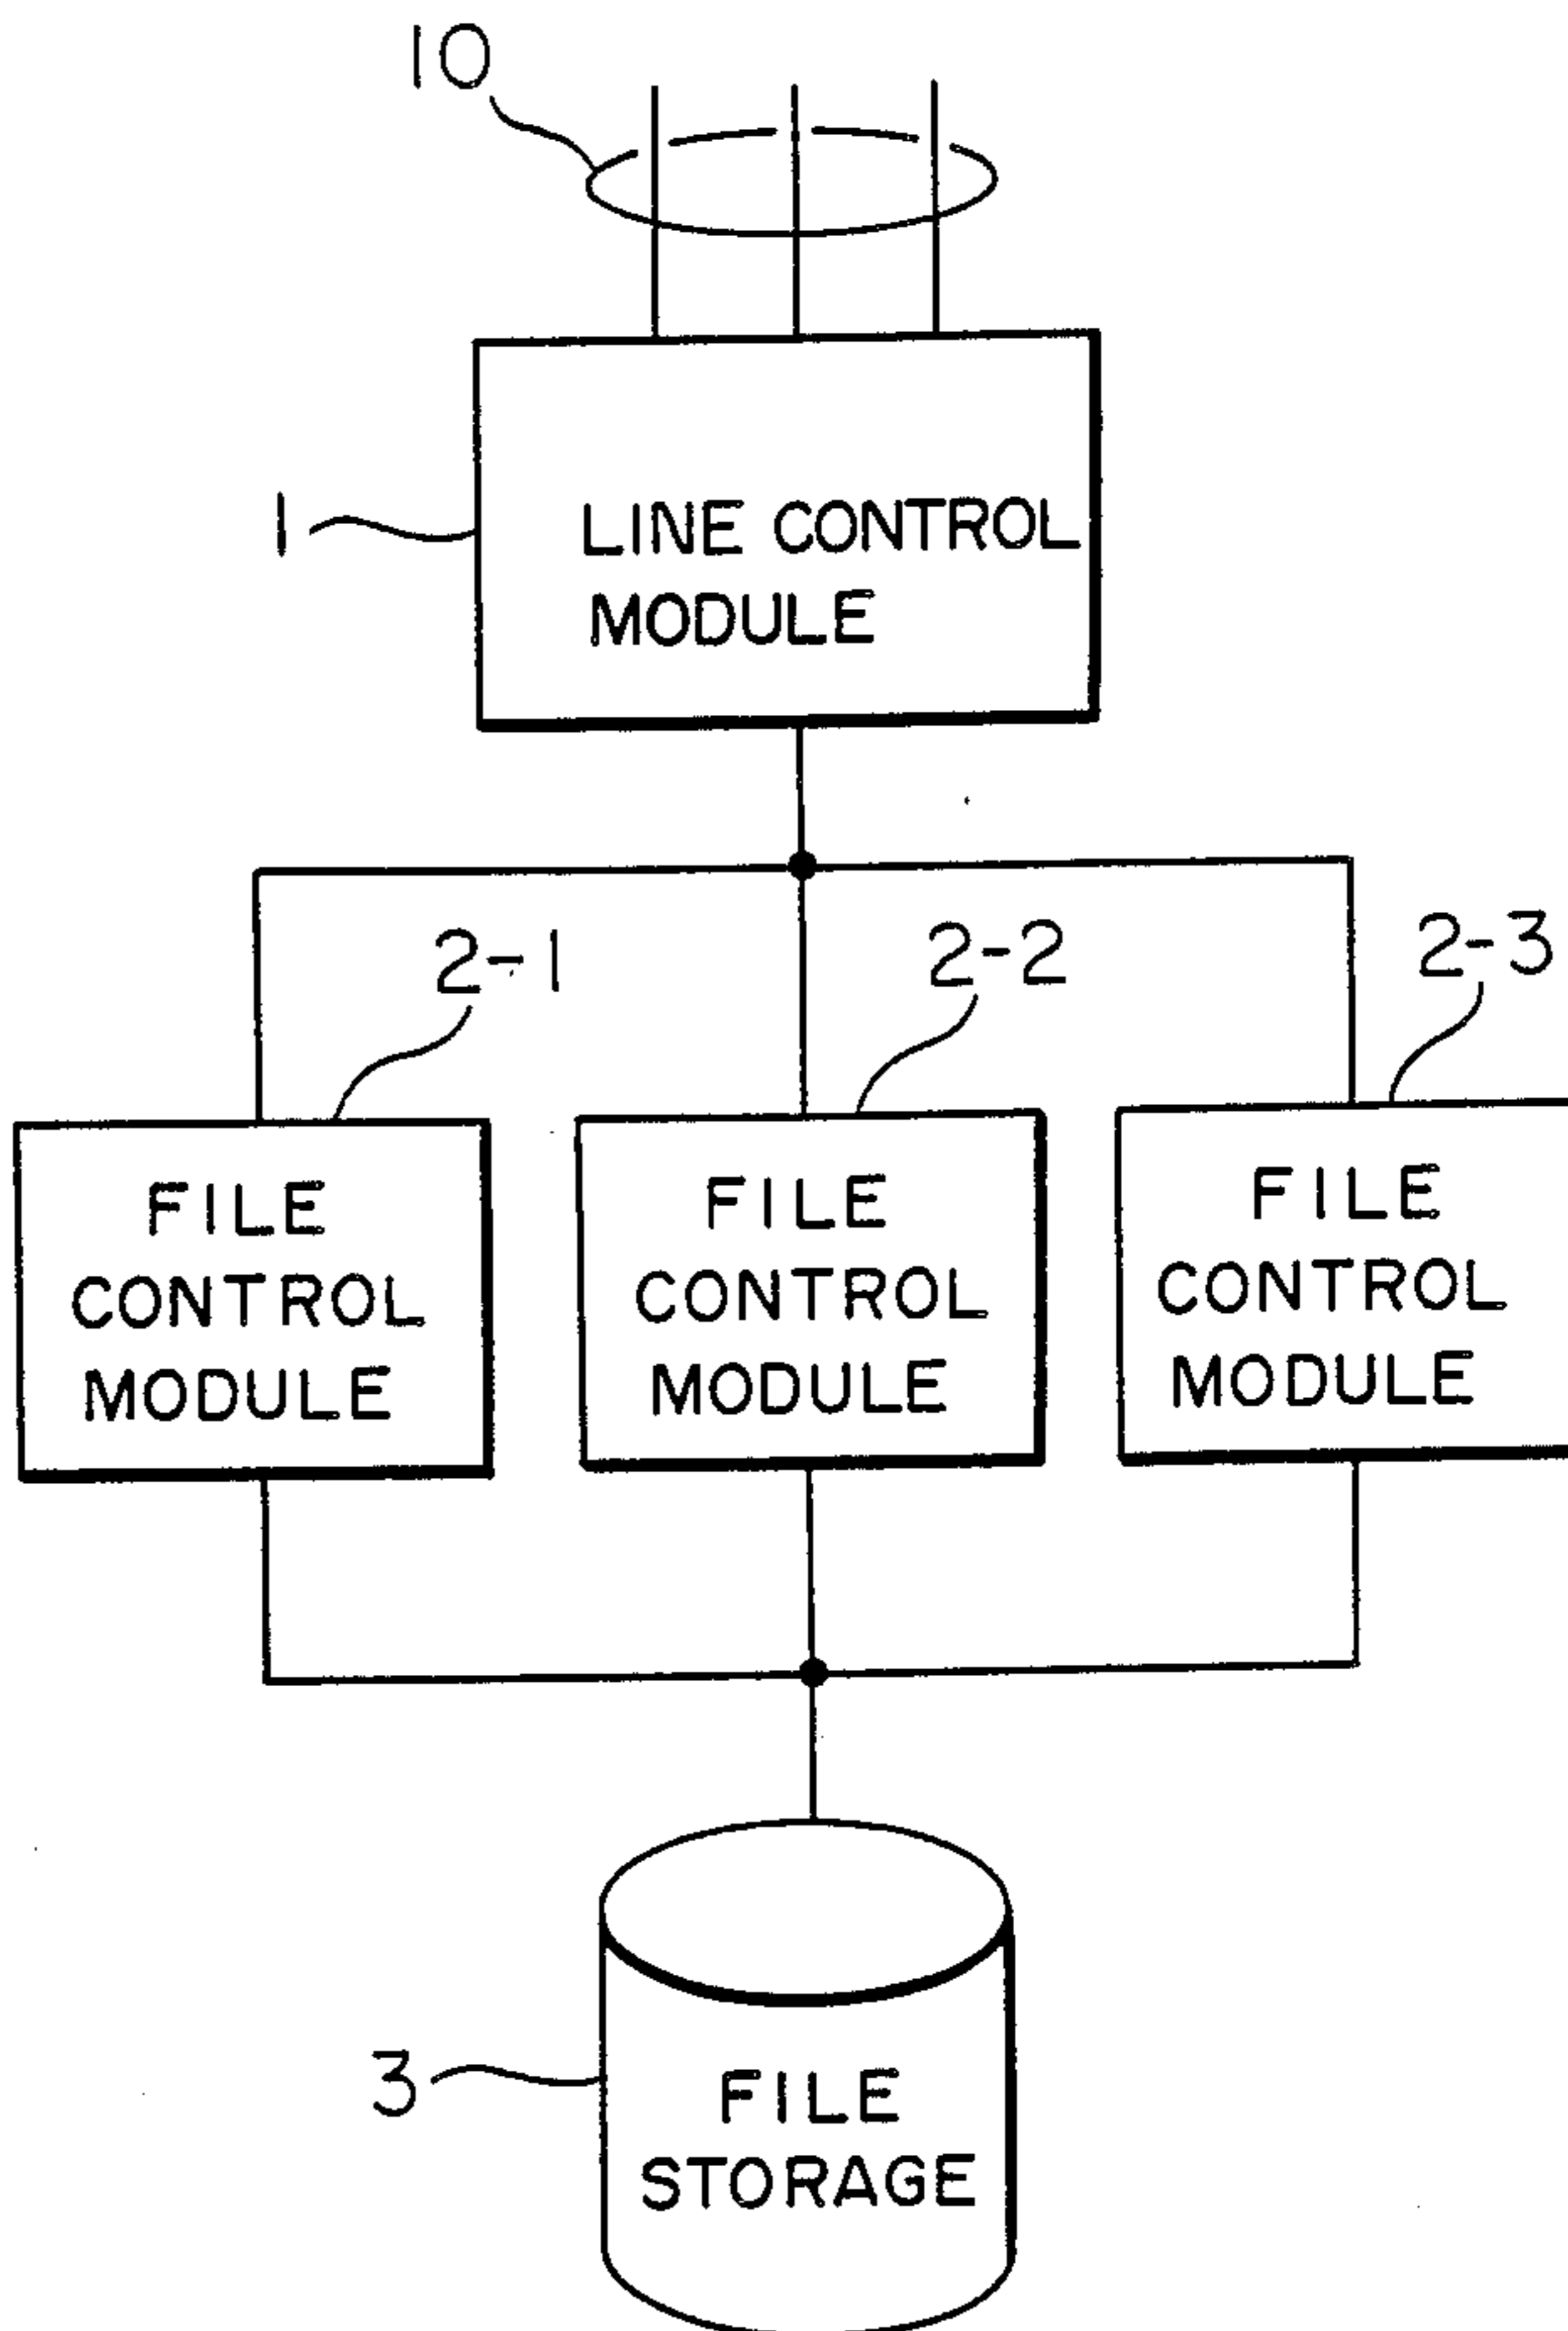 10
1
LINE CONTROL
MODULE
2-1
2-2
2-3
FILE
CONTROL
MODULE
FILE
CONTROL
MODULE
FILE
CONTROL
MODULE
3
FILE
STORAGE